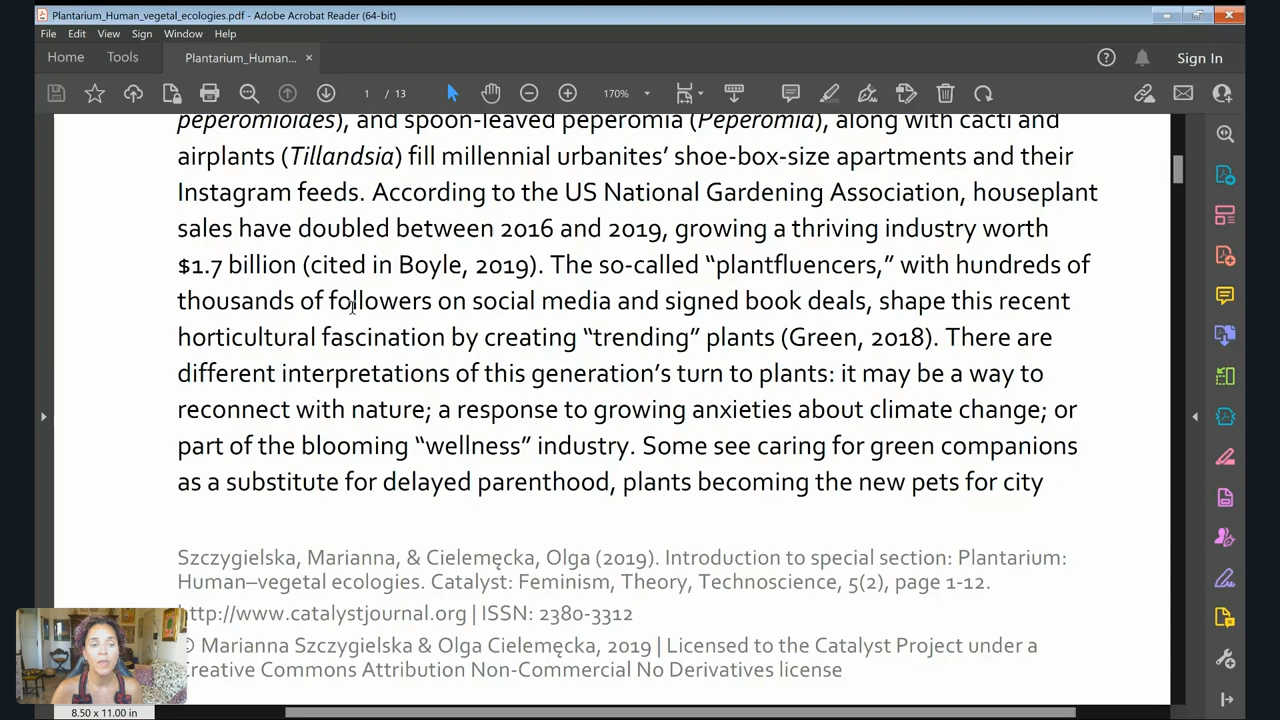 Plantarium_Human_vegetal_ecologies.pdf - Adobe Acrobat Reader (64-bit)
File Edit View Sign Window Help
Home Tools Plantarium_Human... × Sign In
1 / 13 170%
peperomioides), and spoon-leaved peperomia (Peperomia), along with cacti and
airplants (Tillandsia) fill millennial urbanites’ shoe-box-size apartments and their
Instagram feeds. According to the US National Gardening Association, houseplant
sales have doubled between 2016 and 2019, growing a thriving industry worth
$1.7 billion (cited in Boyle, 2019). The so-called “plantfluencers,” with hundreds of
thousands of followers on social media and signed book deals, shape this recent
horticultural fascination by creating “trending” plants (Green, 2018). There are
different interpretations of this generation’s turn to plants: it may be a way to
reconnect with nature; a response to growing anxieties about climate change; or
part of the blooming “wellness” industry. Some see caring for green companions
as a substitute for delayed parenthood, plants becoming the new pets for city
Szczygielska, Marianna, & Cielemęcka, Olga (2019). Introduction to special section: Plantarium:
Human–vegetal ecologies. Catalyst: Feminism, Theory, Technoscience, 5(2), page 1-12.
http://www.catalystjournal.org | ISSN: 2380-3312
© Marianna Szczygielska & Olga Cielemęcka, 2019 | Licensed to the Catalyst Project under a
Creative Commons Attribution Non-Commercial No Derivatives license
8.50 x 11.00 in